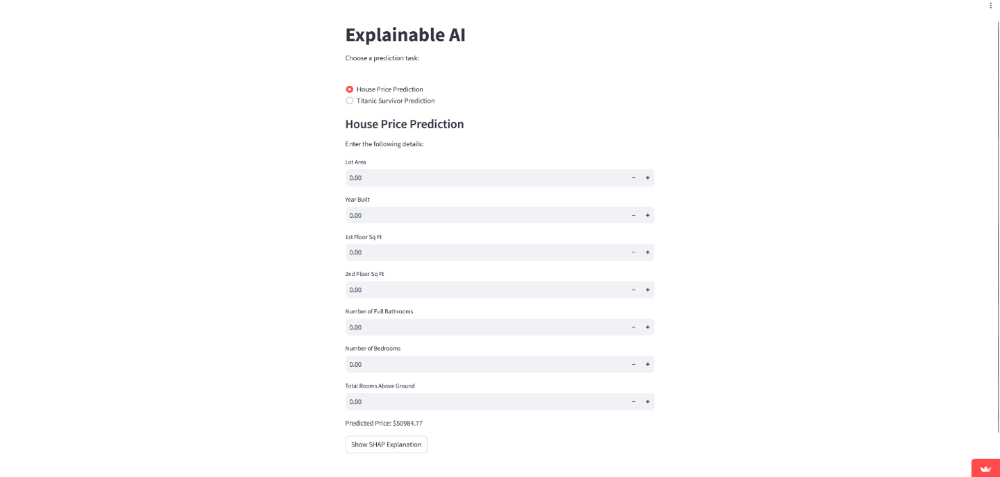 Explainable AI
Choose a prediction task:
House Price Prediction
Titanic Survivor Prediction
House Price Prediction
Enter the following details:
Lot Area
0.00
Year Built
0.00
1st Floor Sq Ft
0.00
2nd Floor Sq Ft
0.00
Number of Full Bathrooms
0.00
Number of Bedrooms
0.00
Total Rooms Above Ground
0.00
Predicted Price: $50984.77
Show SHAP Explanation